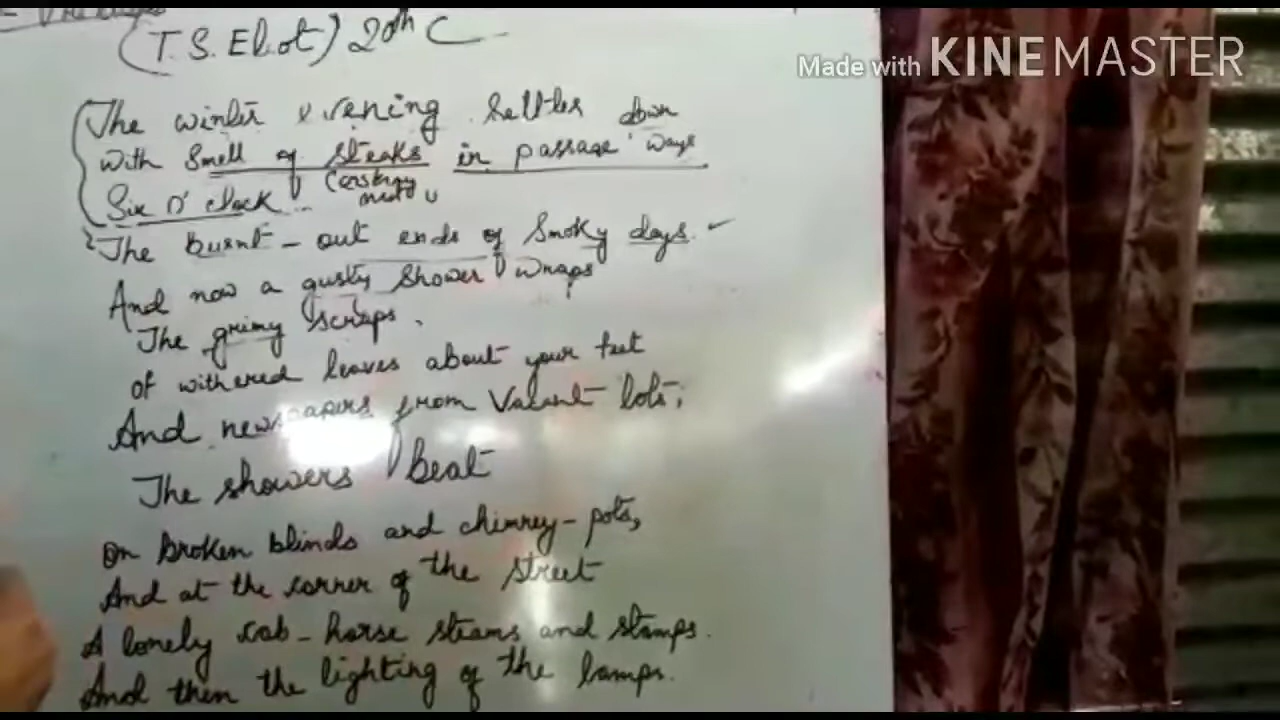 (T.S. Eliot) 20th C
Made with KINEMASTER
The winter evening settles down
With smell of steaks in passage ways
Six O'clock ...
The burnt-out ends of smoky days.
And now a gusty shower wraps
The grimy scraps.
of withered leaves about your feet
And newspapers from Vacant lots;
The showers beat
On broken blinds and chimney-pots,
And at the corner of the street
A lonely cab-horse steams and stamps.
And then the lighting of the lamps.